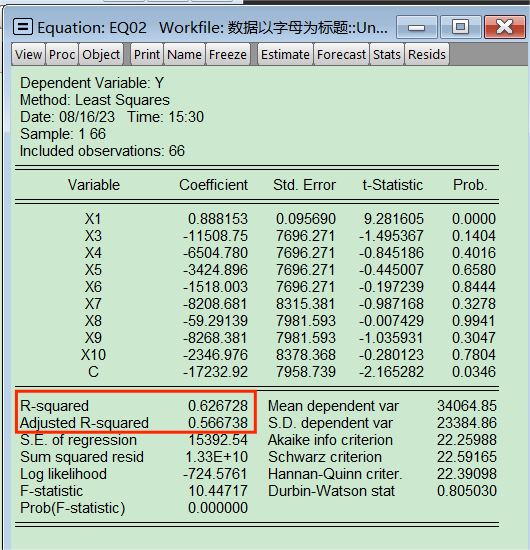 Equation: EQ02 Workfile: 数据以字母为标题::Un...
View Proc Object Print Name Freeze Estimate Forecast Stats Resids
Dependent Variable: Y
Method: Least Squares
Date: 08/16/23 Time: 15:30
Sample: 1 66
Included observations: 66
Variable Coefficient Std. Error t-Statistic Prob.
X1 0.888153 0.095690 9.281605 0.0000
X3 -11508.75 7696.271 -1.495367 0.1404
X4 -6504.780 7696.271 -0.845186 0.4016
X5 -3424.896 7696.271 -0.445007 0.6580
X6 -1518.003 7696.271 -0.197239 0.8444
X7 -8208.681 8315.381 -0.987168 0.3278
X8 -59.29139 7981.593 -0.007429 0.9941
X9 -8268.381 7981.593 -1.035931 0.3047
X10 -2346.976 8378.368 -0.280123 0.7804
C -17232.92 7958.739 -2.165282 0.0346
R-squared 0.626728 Mean dependent var 34064.85
Adjusted R-squared 0.566738 S.D. dependent var 23384.86
S.E. of regression 15392.54 Akaike info criterion 22.25988
Sum squared resid 1.33E+10 Schwarz criterion 22.59165
Log likelihood -724.5761 Hannan-Quinn criter. 22.39098
F-statistic 10.44717 Durbin-Watson stat 0.805030
Prob(F-statistic) 0.000000